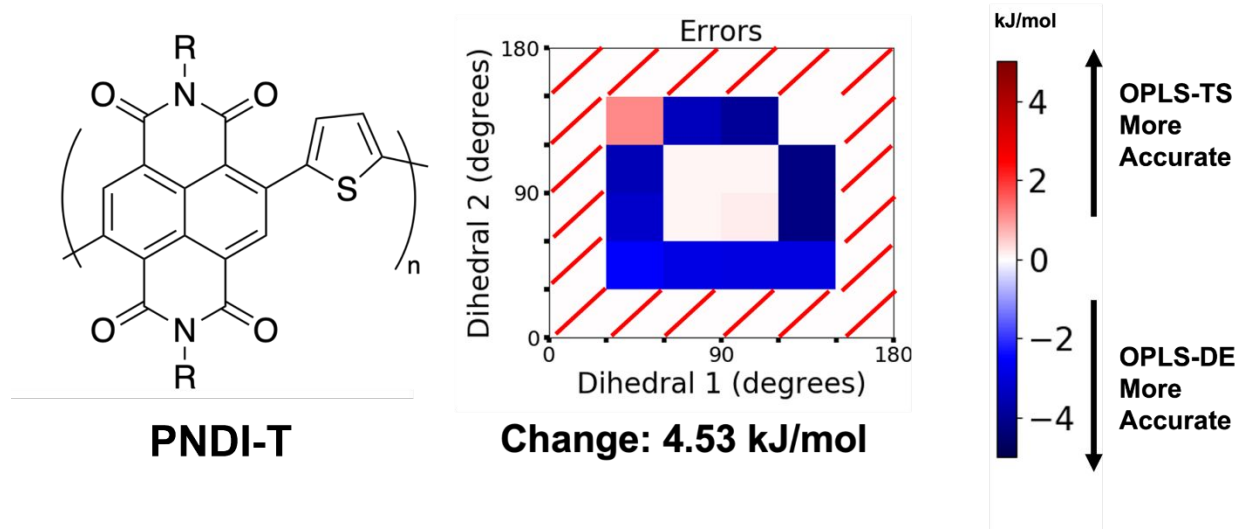 R
O
N
O
S
n
O
N
O
R
PNDI-T
Errors
Dihedral 2 (degrees)
180
90
0
0
90
180
Dihedral 1 (degrees)
Change: 4.53 kJ/mol
kJ/mol
4
2
0
−2
−4
OPLS-TS
More
Accurate
OPLS-DE
More
Accurate